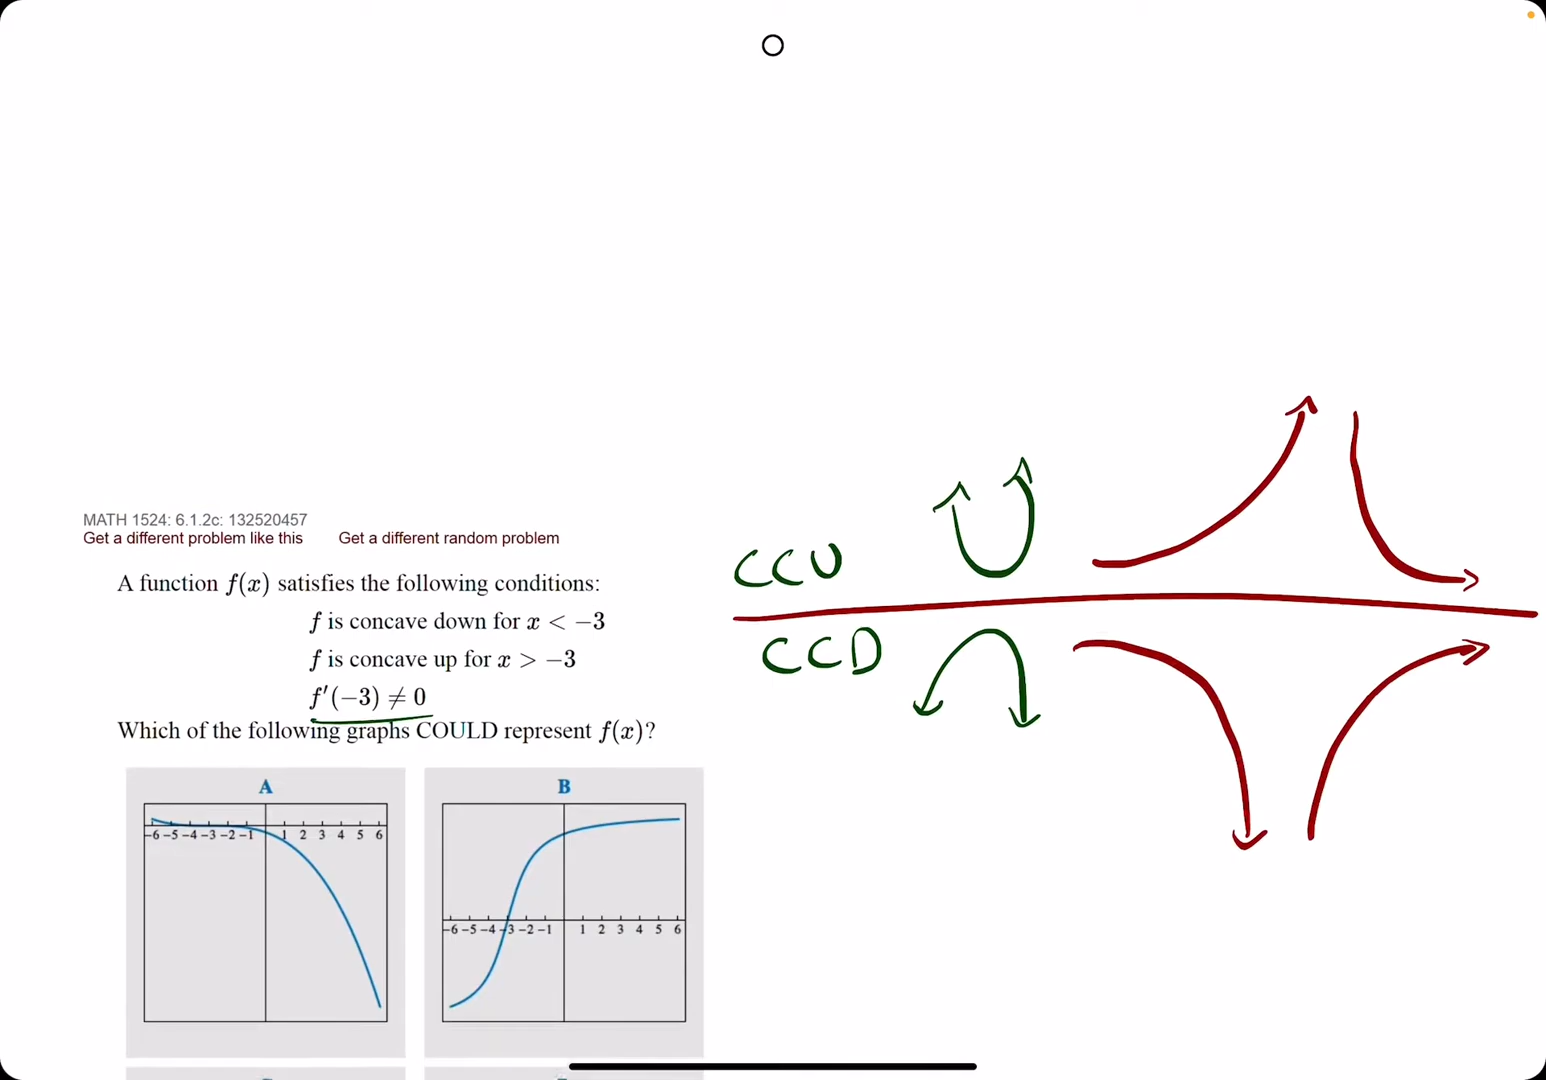 MATH 1524: 6.1.2c: 132520457
Get a different problem like this Get a different random problem
A function f(x) satisfies the following conditions:
f is concave down for x < −3
f is concave up for x > −3
f′(−3) ≠ 0
Which of the following graphs COULD represent f(x)?
CCU
CCD
A
−6 −5 −4 −3 −2 −1 1 2 3 4 5 6
B
−6 −5 −4 −3 −2 −1 1 2 3 4 5 6